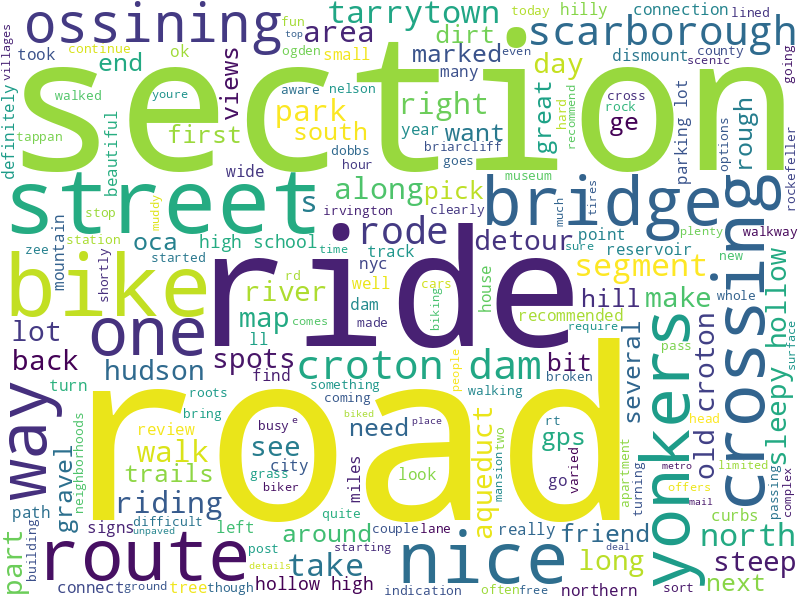 ossining
tarrytown
area
hilly
connection
lined
today
fun
top
even
villages
continue
took
ok
ogden
small
marked
dirt
scarborough
dismount
county
scenic
going
section
end
views
many
day
walked
youre
aware
nelson
cross
rock
hard
recommend
great
definitely
tappan
beautiful
first
park
south
right
year
want
ge
parking lot
options
rough
rockefeller
dobbs
hour
briarcliff
goes
museum
wide
street
s
along
pick
bridge
much
tires
crossing
walkway
stop
muddy
irvington
clearly
zee
station
mountain
oca
high school
time
rode
detour
point
sure
reservoir
plenty
started
shortly
track
nyc
new
bike
ride
segment
whole
river
rd
well
cars
biking
house
hill
make
sleepy hollow
surface
map
comes
dam
made
recommended
require
one
ll
lot
spots
find
croton dam
bit
several
yonkers
old croton
pass
back
hudson
something
coming
people
broken
steep
turn
roots
bring
walking
way
road
neighborhoods
review
busy
e
biked
place
need
rt
head
walk
see
grass
city
biker
miles
look
aqueduct
two
mansion
gps
go
varied
apartment
turning
metro
limited
mail
offers
north
passing
complex
gravel
trails
riding
path
signs
difficult
unpaved
left
quite
around
couple
lane
really
friend
curbs
part
building
route
post
starting
take
nice
long
deal
next
connect
ground
tree
though
details
hollow high
indication
often
free
northern
sort